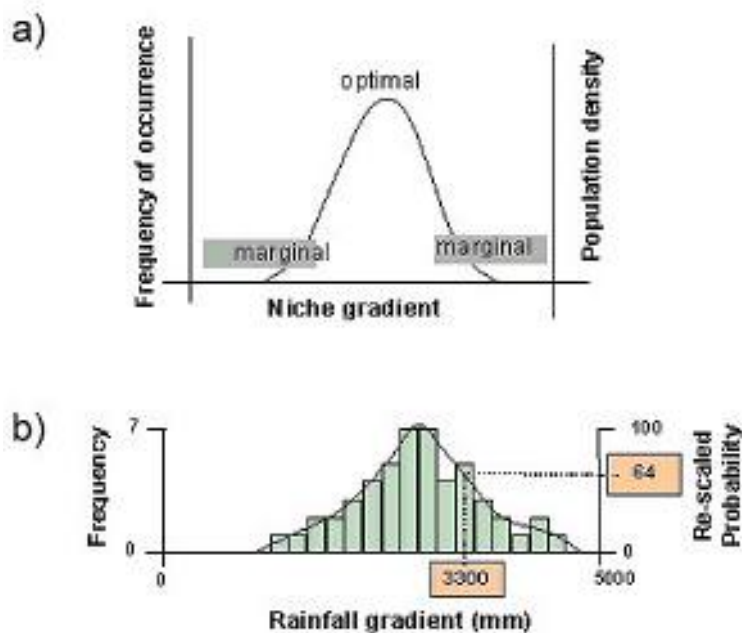 a)
Frequency of occurrence
optimal
Population density
marginal
marginal
Niche gradient
b)
Frequency
7
0
100
64
0
Re-scaled
Probability
0
3300
5000
Rainfall gradient (mm)